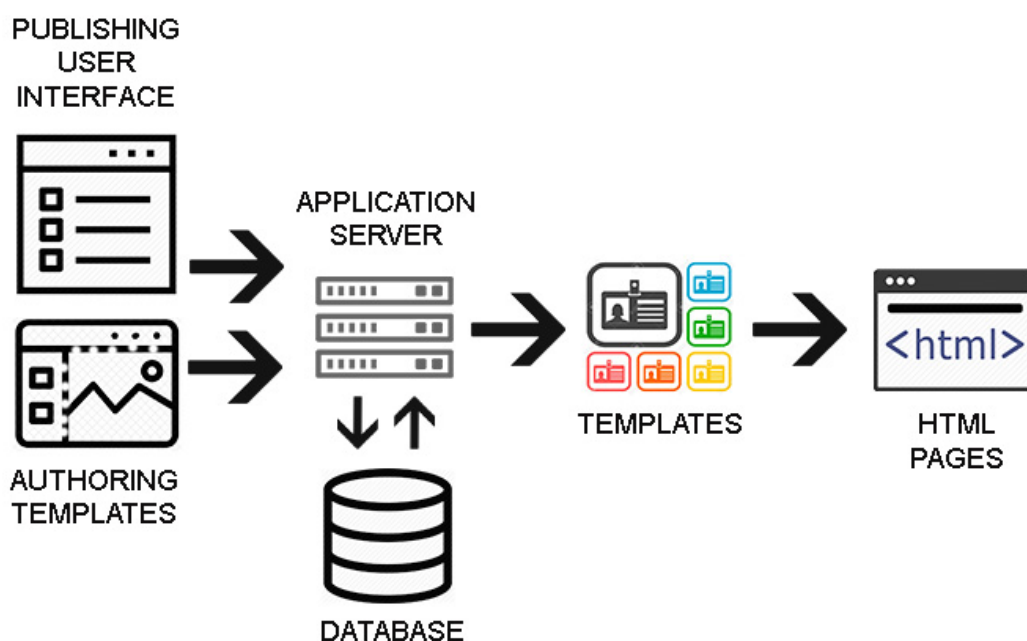 PUBLISHING
USER
INTERFACE
APPLICATION
SERVER
<html>
TEMPLATES
HTML
PAGES
AUTHORING
TEMPLATES
DATABASE